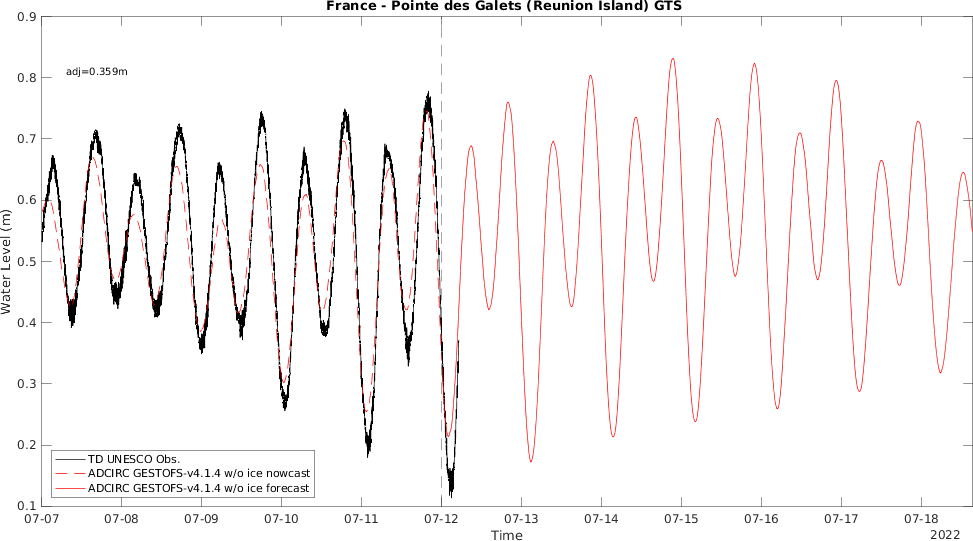 France - Pointe des Galets (Reunion Island) GTS
0.9
0.8
0.7
0.6
0.5
0.4
0.3
0.2
0.1
Water Level (m)
adj=0.359m
TD UNESCO Obs.
ADCIRC GESTOFS-v4.1.4 w/o ice nowcast
ADCIRC GESTOFS-v4.1.4 w/o ice forecast
07-07 07-08 07-09 07-10 07-11 07-12 07-13 07-14 07-15 07-16 07-17 07-18
Time
2022